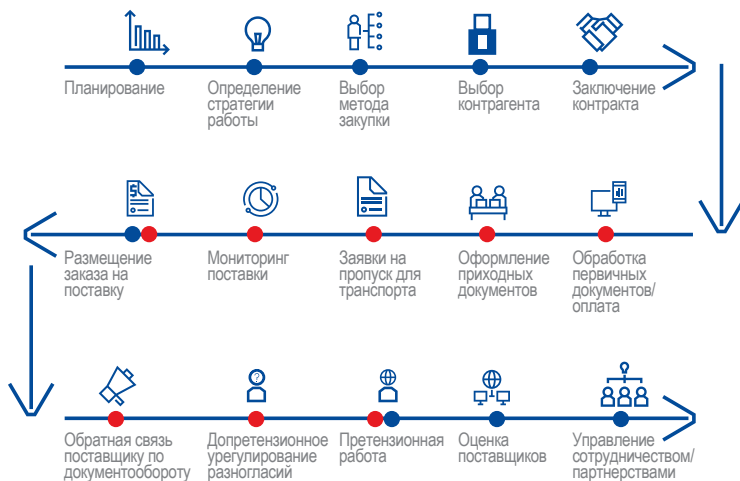 Планирование
Определение
стратегии
работы
Выбор
метода
закупки
Выбор
контрагента
Заключение
контракта
$
Размещение
заказа на
поставку
Мониторинг
поставки
Заявки на
пропуск для
транспорта
Оформление
приходных
документов
Обработка
первичных
документов/
оплата
?
Обратная связь
поставщику по
документообороту
Допретензионное
урегулирование
разногласий
Претензионная
работа
Оценка
поставщиков
Управление
сотрудничеством/
партнерствами